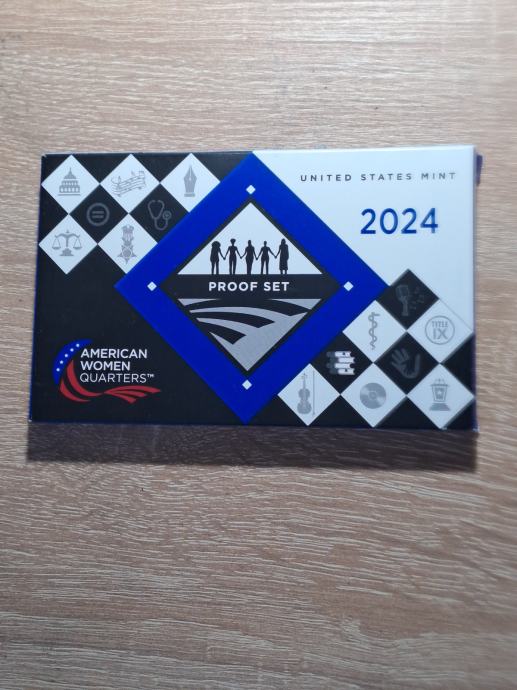 UNITED STATES MINT
2024
PROOF SET
TITLE
IX
AMERICAN
WOMEN
QUARTERS™